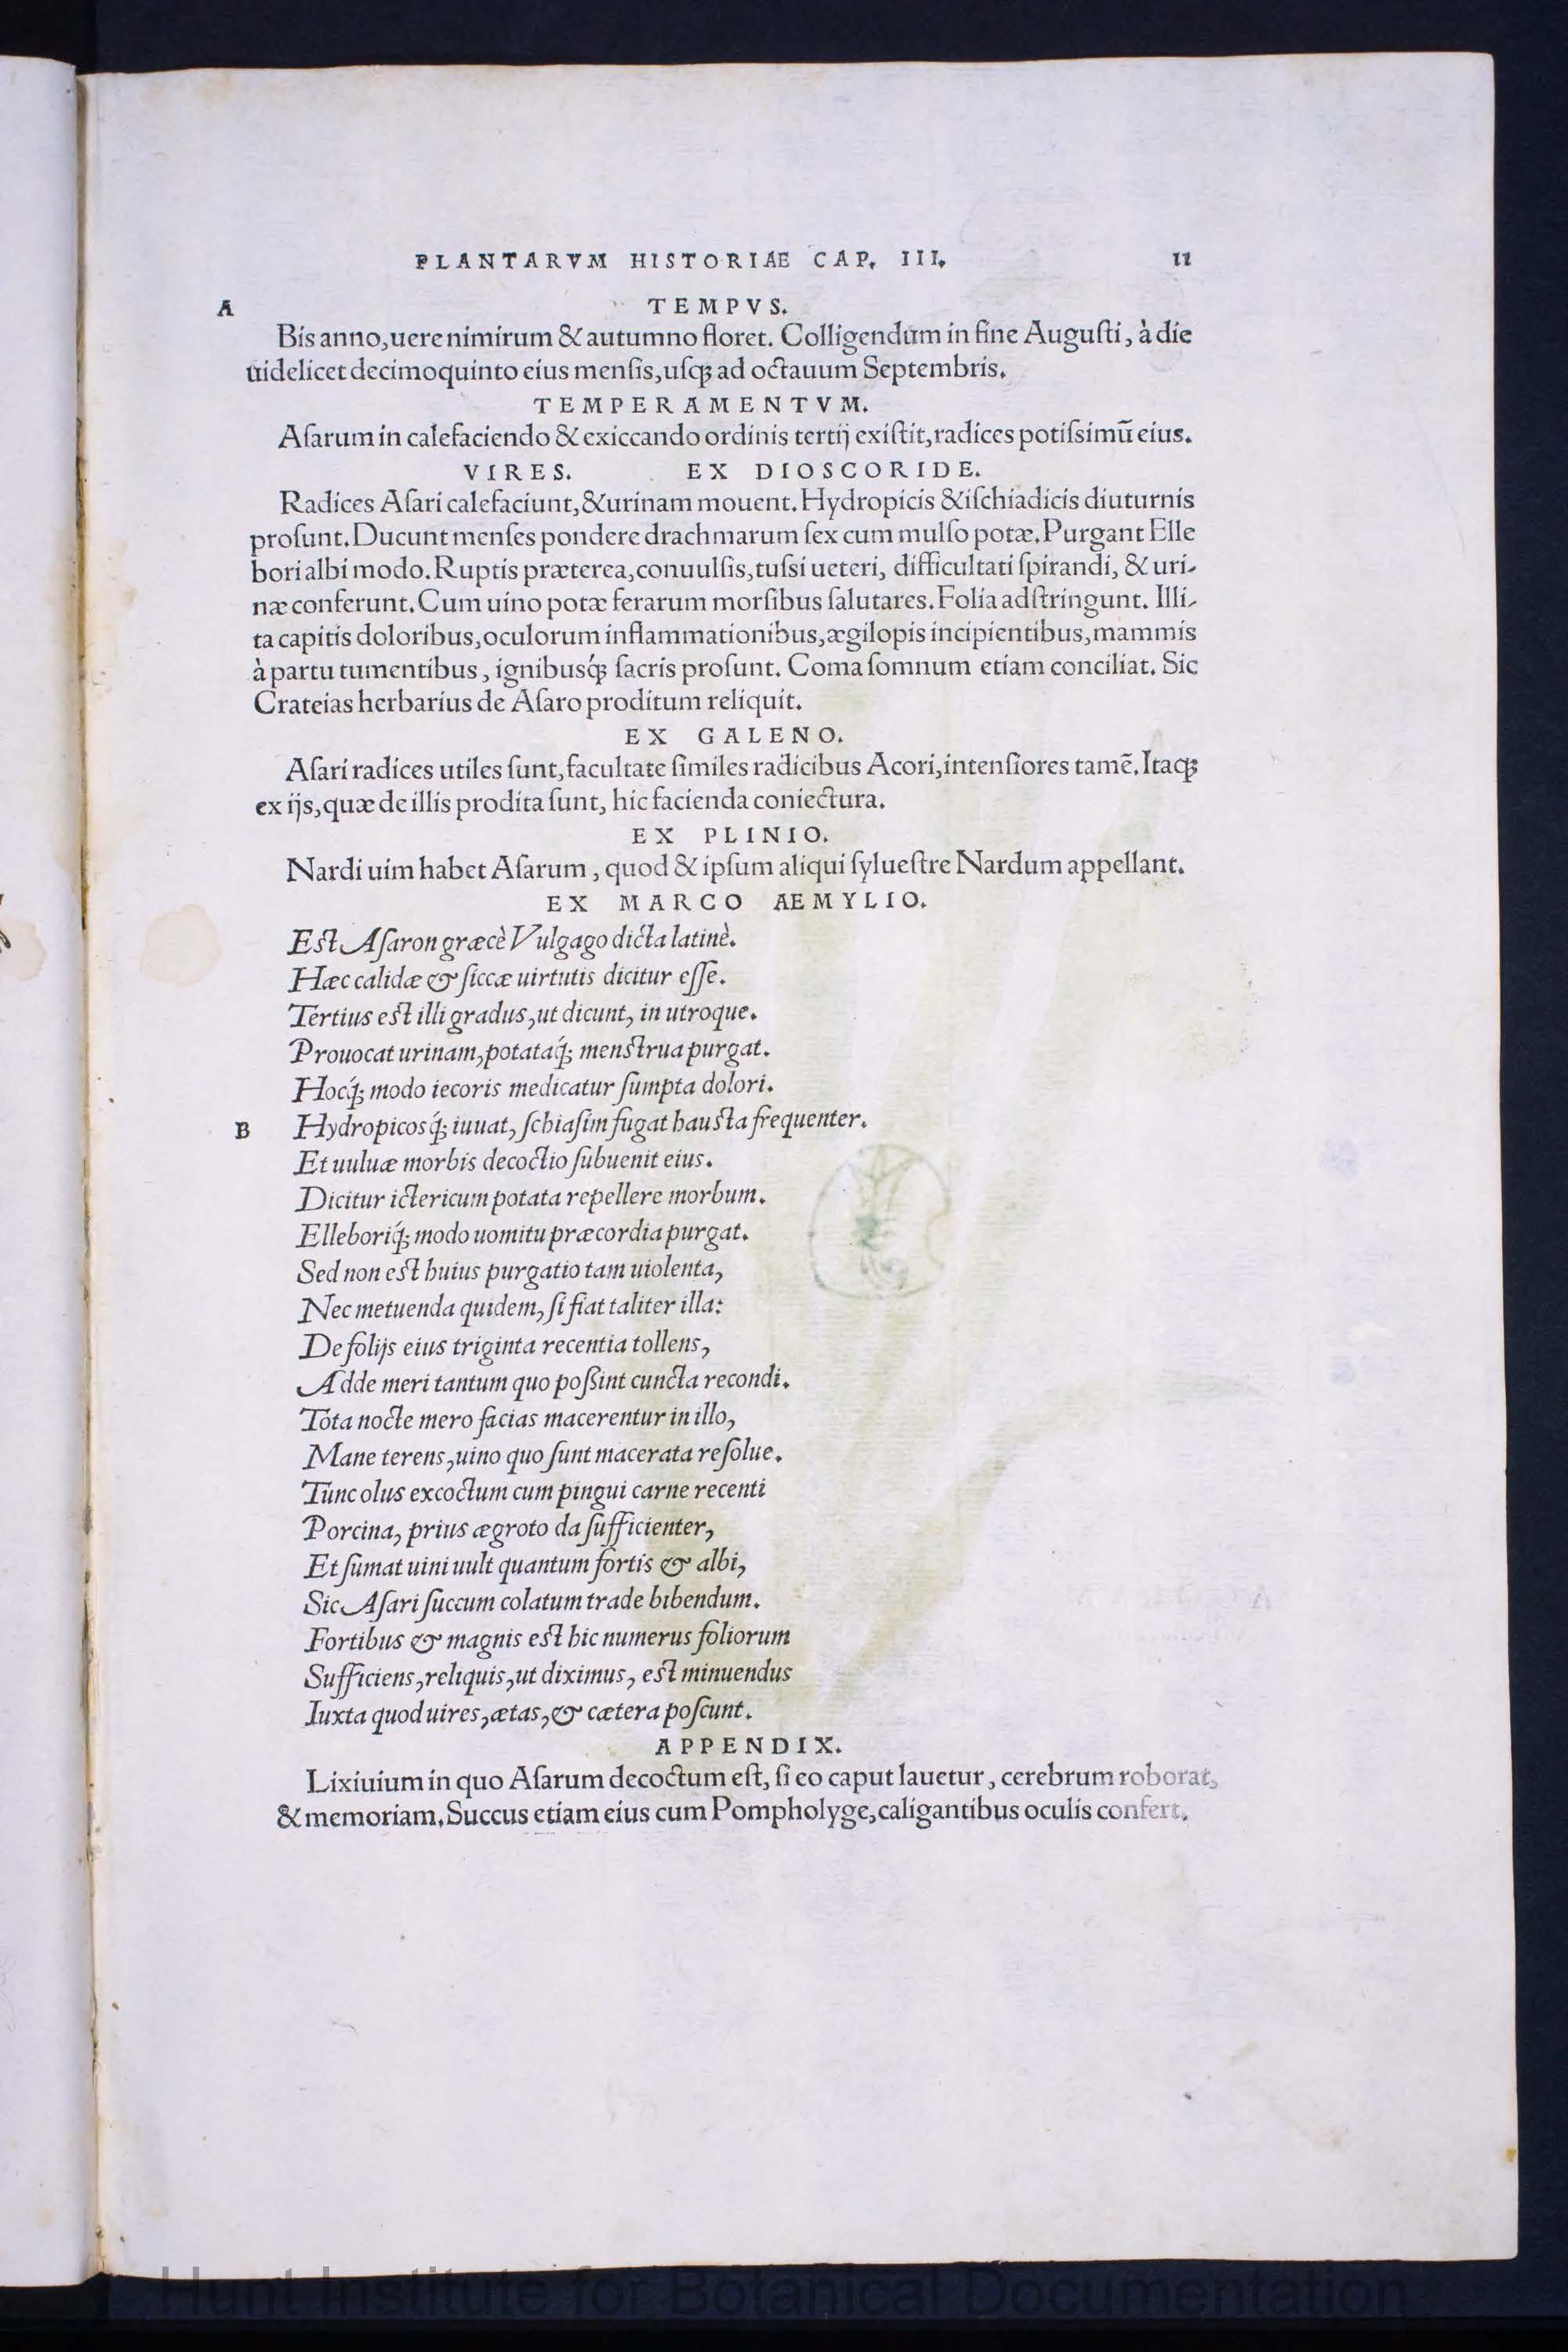 PLANTARVM HISTORIAE CAP. III. 11
A TEMPVS.
Bis anno,uere nimirum & autumno floret. Colligendum in fine Auguſti, à die
uidelicet decimoquinto eius menſis,uſq; ad octauum Septembris.
TEMPERAMENTVM.
Aſarum in calefaciendo & exiccando ordinis tertij exiſtit,radices potiſsimũ eius.
VIRES. EX DIOSCORIDE.
Radices Aſari calefaciunt,&urinam mouent. Hydropicis &iſchiadicis diuturnis
proſunt. Ducunt menſes pondere drachmarum ſex cum mulſo potæ. Purgant Elle
bori albi modo. Ruptis præterea,conuulſis,tuſsi ueteri, difficultati ſpirandi, & uri-
næ conferunt. Cum uino potæ ferarum morſibus ſalutares. Folia adſtringunt. Illi-
ta capitis doloribus,oculorum inflammationibus,ægilopis incipientibus,mammis
à partu tumentibus, ignibusq́; ſacris proſunt. Coma ſomnum etiam conciliat. Sic
Crateias herbarius de Aſaro proditum reliquit.
EX GALENO.
Aſari radices utiles ſunt,facultate ſimiles radicibus Acori,intenſiores tamẽ. Itaq;
ex ijs,quæ de illis prodita ſunt, hic facienda coniectura.
EX PLINIO.
Nardi uim habet Aſarum, quod & ipſum aliqui ſylueſtre Nardum appellant.
EX MARCO AEMYLIO.
Eſt Aſaron græcè Vulgago dicta latinè.
Hæc calidæ & ſiccæ uirtutis dicitur eſſe.
Tertius eſt illi gradus,ut dicunt, in utroque.
Prouocat urinam,potataq́; menſtrua purgat.
Hocq́; modo iecoris medicatur ſumpta dolori.
B Hydropicosq́; iuuat, ſchiaſim fugat hauſta frequenter.
Et uuluæ morbis decoctio ſubuenit eius.
Dicitur ictericum potata repellere morbum.
Elleboriq́; modo uomitu præcordia purgat.
Sed non eſt huius purgatio tam uiolenta,
Nec metuenda quidem, ſi fiat taliter illa:
De folijs eius triginta recentia tollens,
Adde meri tantum quo poßint cuncta recondi.
Tota nocte mero facias macerentur in illo,
Mane terens,uino quo ſunt macerata reſolue.
Tunc olus excoctum cum pingui carne recenti
Porcina, prius ægroto da ſufficienter,
Et ſumat uini uult quantum fortis & albi,
Sic Aſari ſuccum colatum trade bibendum.
Fortibus & magnis eſt hic numerus foliorum
Sufficiens,reliquis,ut diximus, eſt minuendus
Iuxta quod uires,ætas,& cætera poſcunt.
APPENDIX.
Lixiuium in quo Aſarum decoctum eſt, ſi eo caput lauetur, cerebrum roborat,
& memoriam. Succus etiam eius cum Pompholyge,caligantibus oculis confert.
Hunt Institute for Botanical Documentation